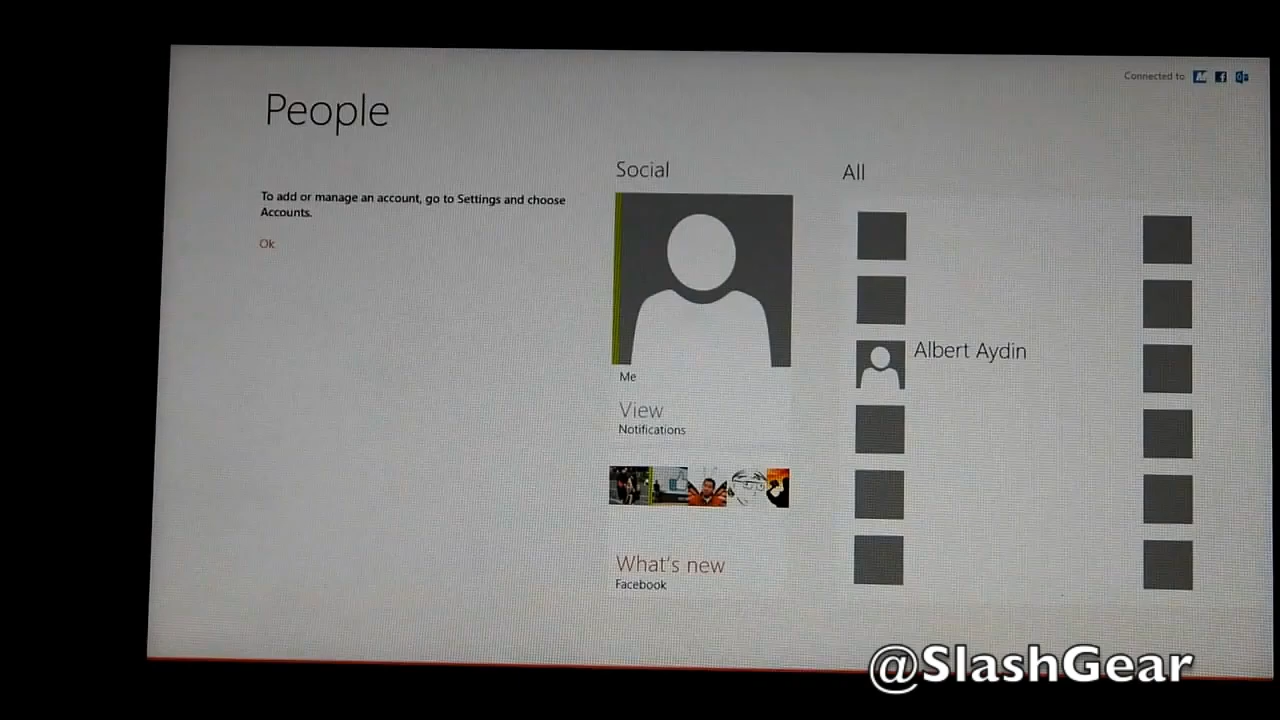 Connected to
People
Social
All
To add or manage an account, go to Settings and choose
Accounts.
Ok
Albert Aydin
Me
View
Notifications
What's new
Facebook
@SlashGear